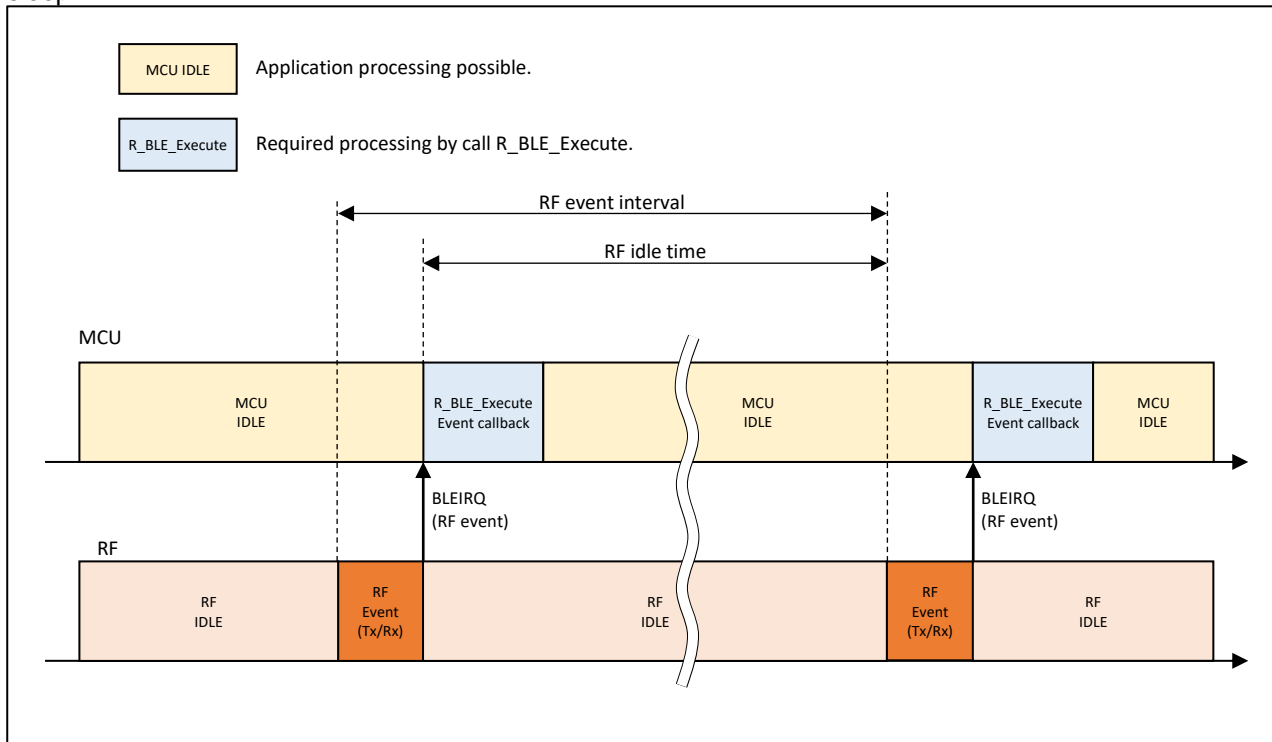 MCU IDLE
Application processing possible.
R_BLE_Execute
Required processing by call R_BLE_Execute.
RF event interval
RF idle time
MCU
MCU
IDLE
R_BLE_Execute
Event callback
MCU
IDLE
R_BLE_Execute
Event callback
MCU
IDLE
BLEIRQ
(RF event)
BLEIRQ
(RF event)
RF
RF
IDLE
RF
Event
(Tx/Rx)
RF
IDLE
RF
Event
(Tx/Rx)
RF
IDLE